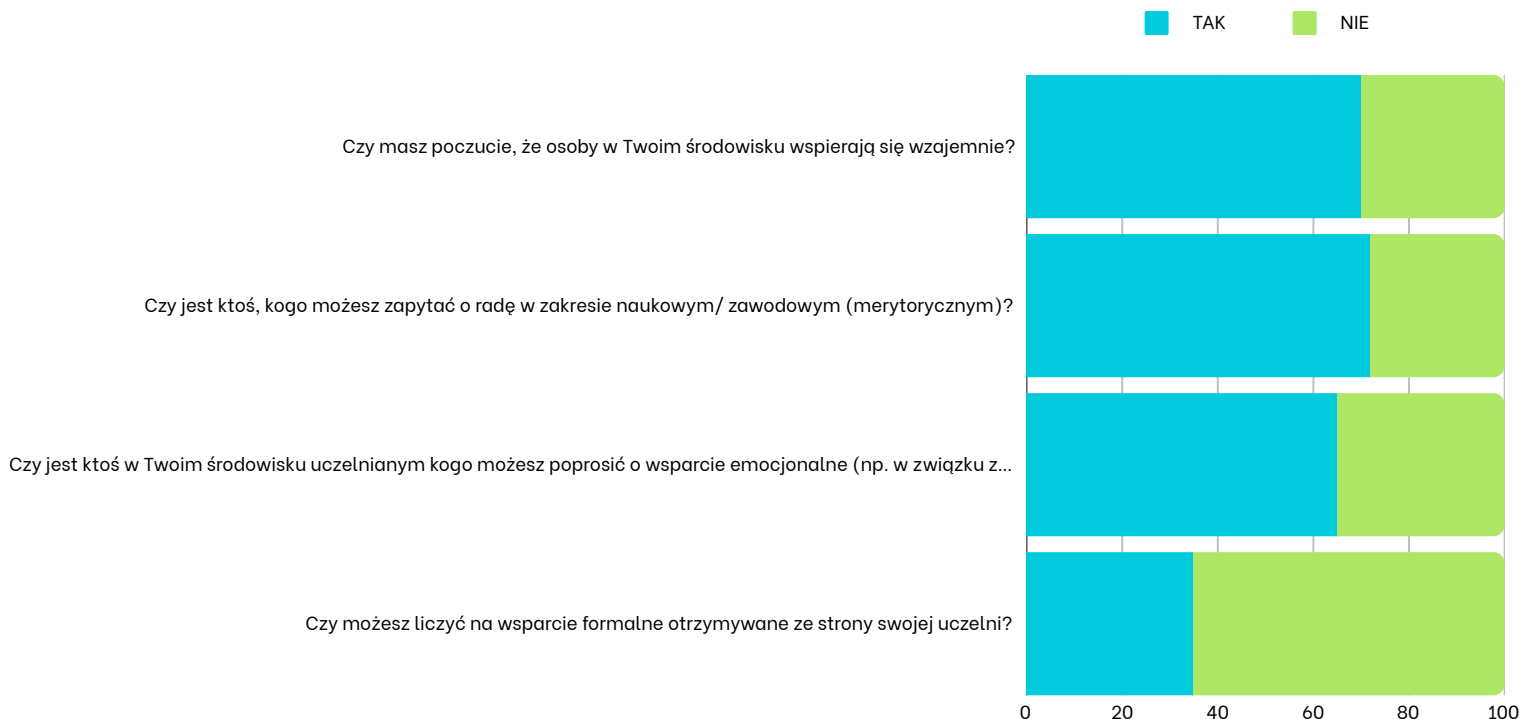 TAK NIE
Czy masz poczucie, że osoby w Twoim środowisku wspierają się wzajemnie?
Czy jest ktoś, kogo możesz zapytać o radę w zakresie naukowym/ zawodowym (merytorycznym)?
Czy jest ktoś w Twoim środowisku uczelnianym kogo możesz poprosić o wsparcie emocjonalne (np. w związku z...
Czy możesz liczyć na wsparcie formalne otrzymywane ze strony swojej uczelni?
0 20 40 60 80 100